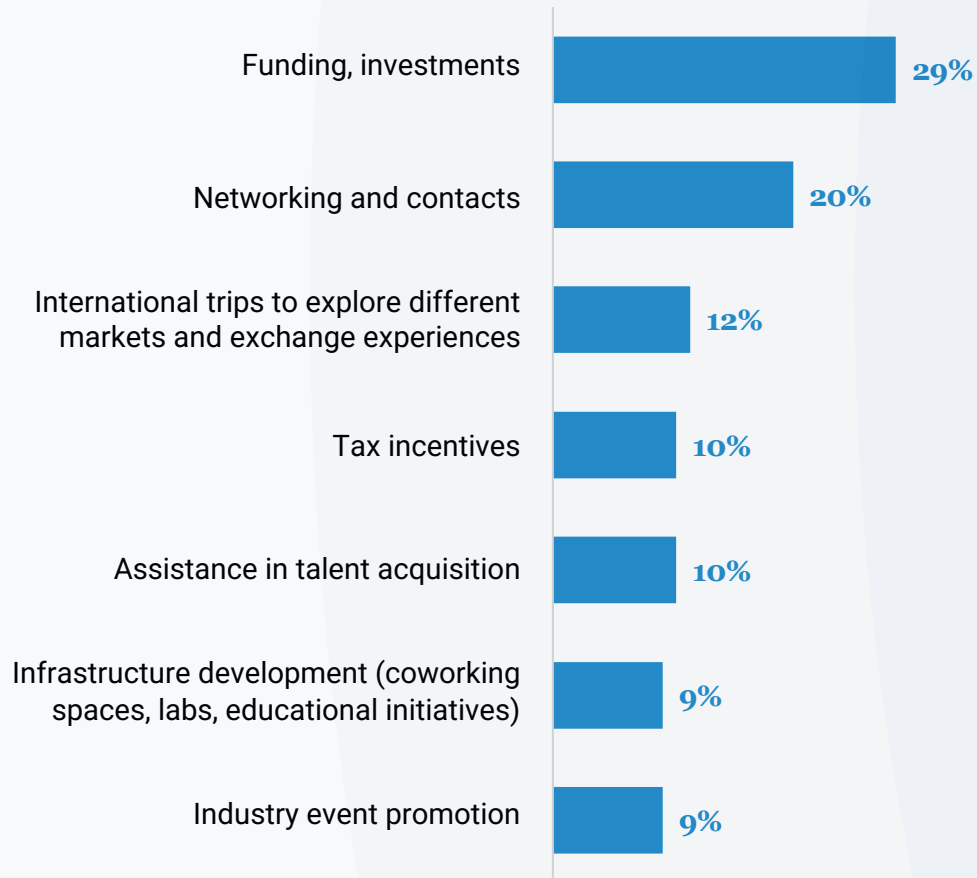 Funding, investments
29%
Networking and contacts
20%
International trips to explore different
markets and exchange experiences
12%
Tax incentives
10%
Assistance in talent acquisition
10%
Infrastructure development (coworking
spaces, labs, educational initiatives)
9%
Industry event promotion
9%